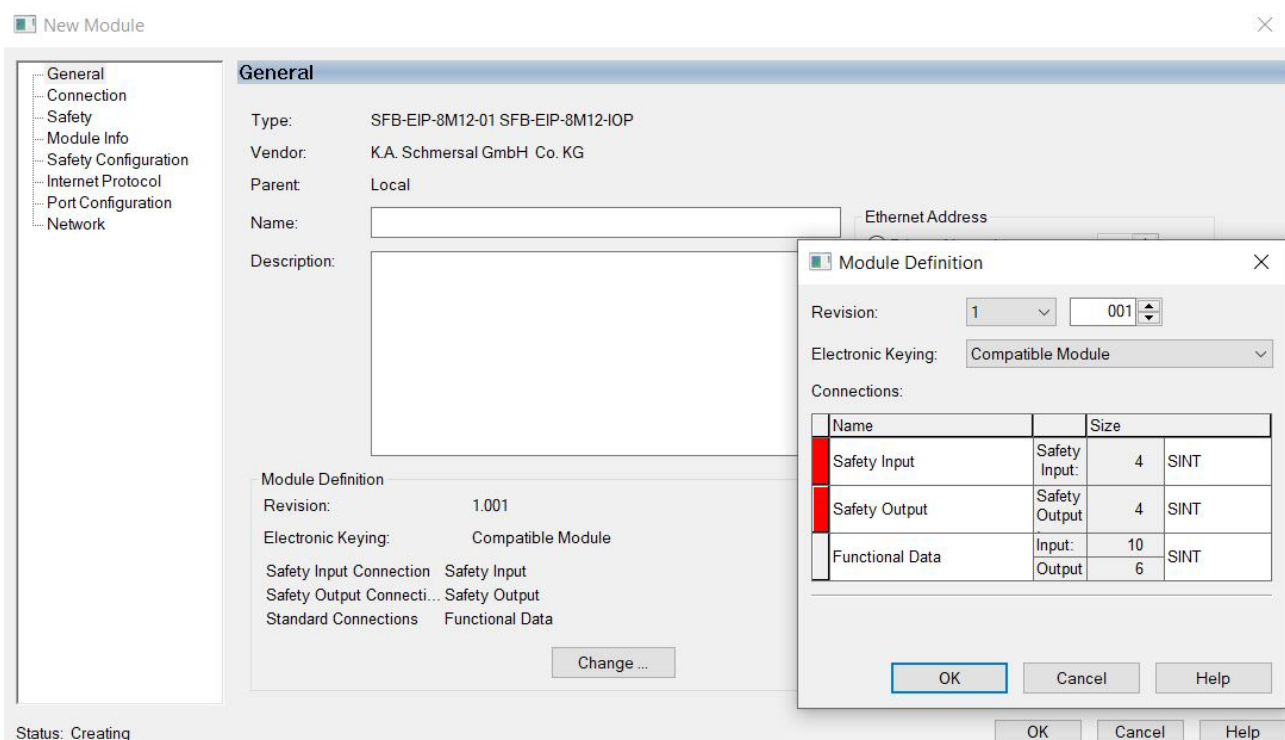 New Module
General
Connection
Safety
Module Info
Safety Configuration
Internet Protocol
Port Configuration
Network
General
Type: SFB-EIP-8M12-01 SFB-EIP-8M12-IOP
Vendor: K.A. Schmersal GmbH Co. KG
Parent: Local
Name:
Description:
Ethernet Address
Module Definition
Revision: 1.001
Electronic Keying: Compatible Module
Safety Input Connection Safety Input
Safety Output Connecti... Safety Output
Standard Connections Functional Data
Change ...
Module Definition
Revision: 1 001
Electronic Keying: Compatible Module
Connections:
Name Size
Safety Input Safety Input: 4 SINT
Safety Output Safety Output 4 SINT
Functional Data Input: 10 SINT
Output 6
OK Cancel Help
Status: Creating
OK Cancel Help